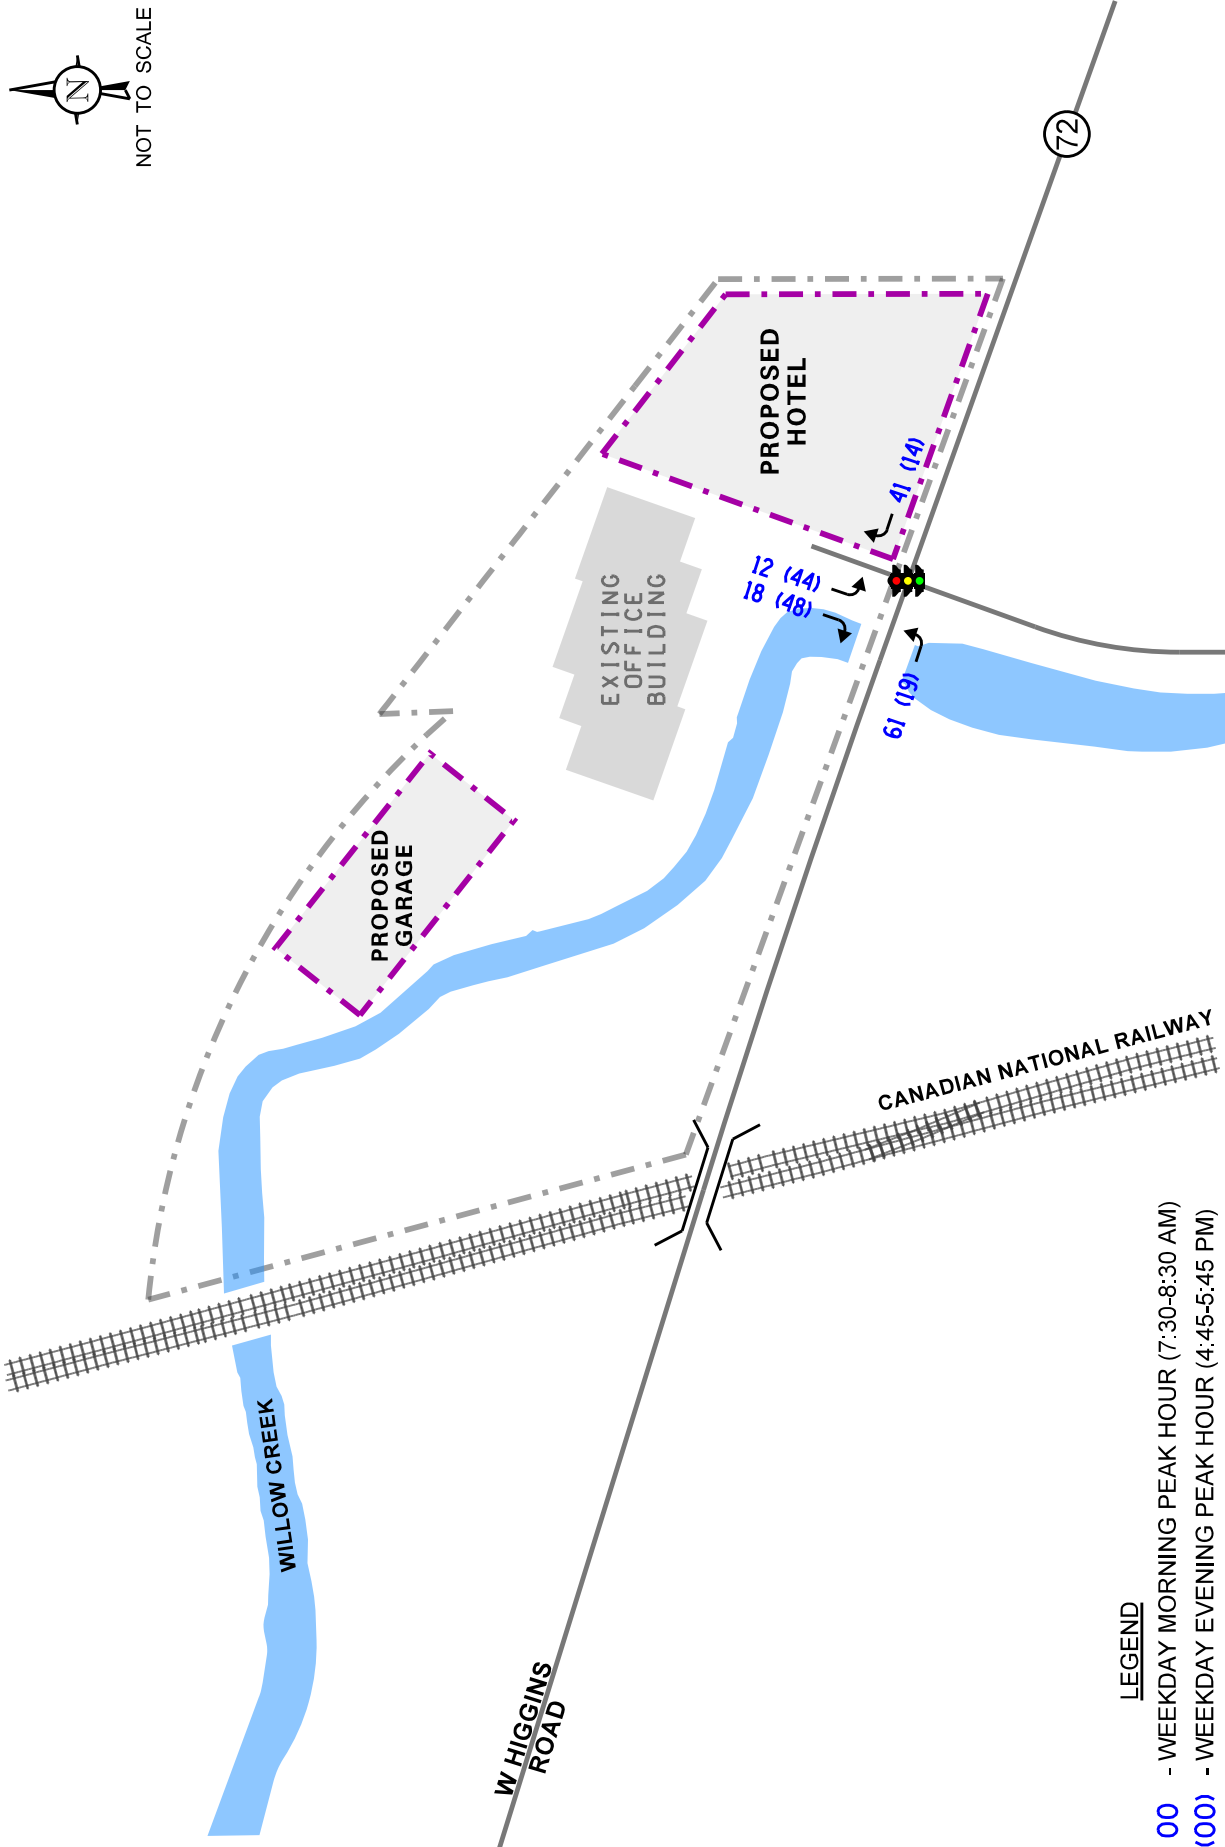 N
NOT TO SCALE
72
PROPOSED
HOTEL
41 (14)
12 (44)
18 (48)
61 (19)
EXISTING
OFFICE
BUILDING
PROPOSED
GARAGE
CANADIAN NATIONAL RAILWAY
WILLOW CREEK
W HIGGINS
ROAD
LEGEND
00 - WEEKDAY MORNING PEAK HOUR (7:30-8:30 AM)
(00) - WEEKDAY EVENING PEAK HOUR (4:45-5:45 PM)